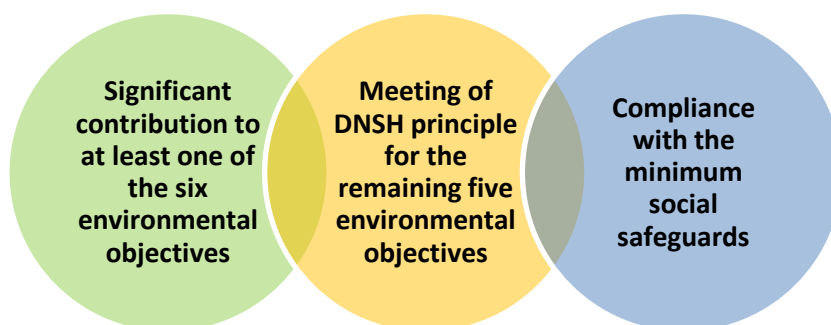 Significant
contribution to
at least one of
the six
environmental
objectives
Meeting of
DNSH principle
for the
remaining five
environmental
objectives
Compliance
with the
minimum
social
safeguards